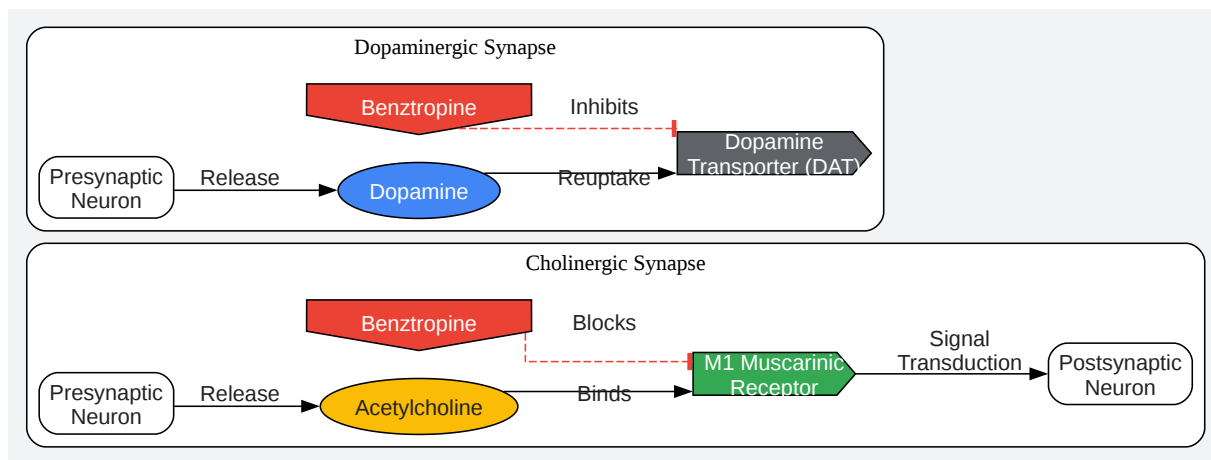 Dopaminergic Synapse
Benztropine
Inhibits
Dopamine
Transporter (DAT)
Presynaptic
Neuron
Release
Dopamine
Reuptake
Cholinergic Synapse
Benztropine
Blocks
M1 Muscarinic
Receptor
Signal
Transduction
Postsynaptic
Neuron
Presynaptic
Neuron
Release
Acetylcholine
Binds